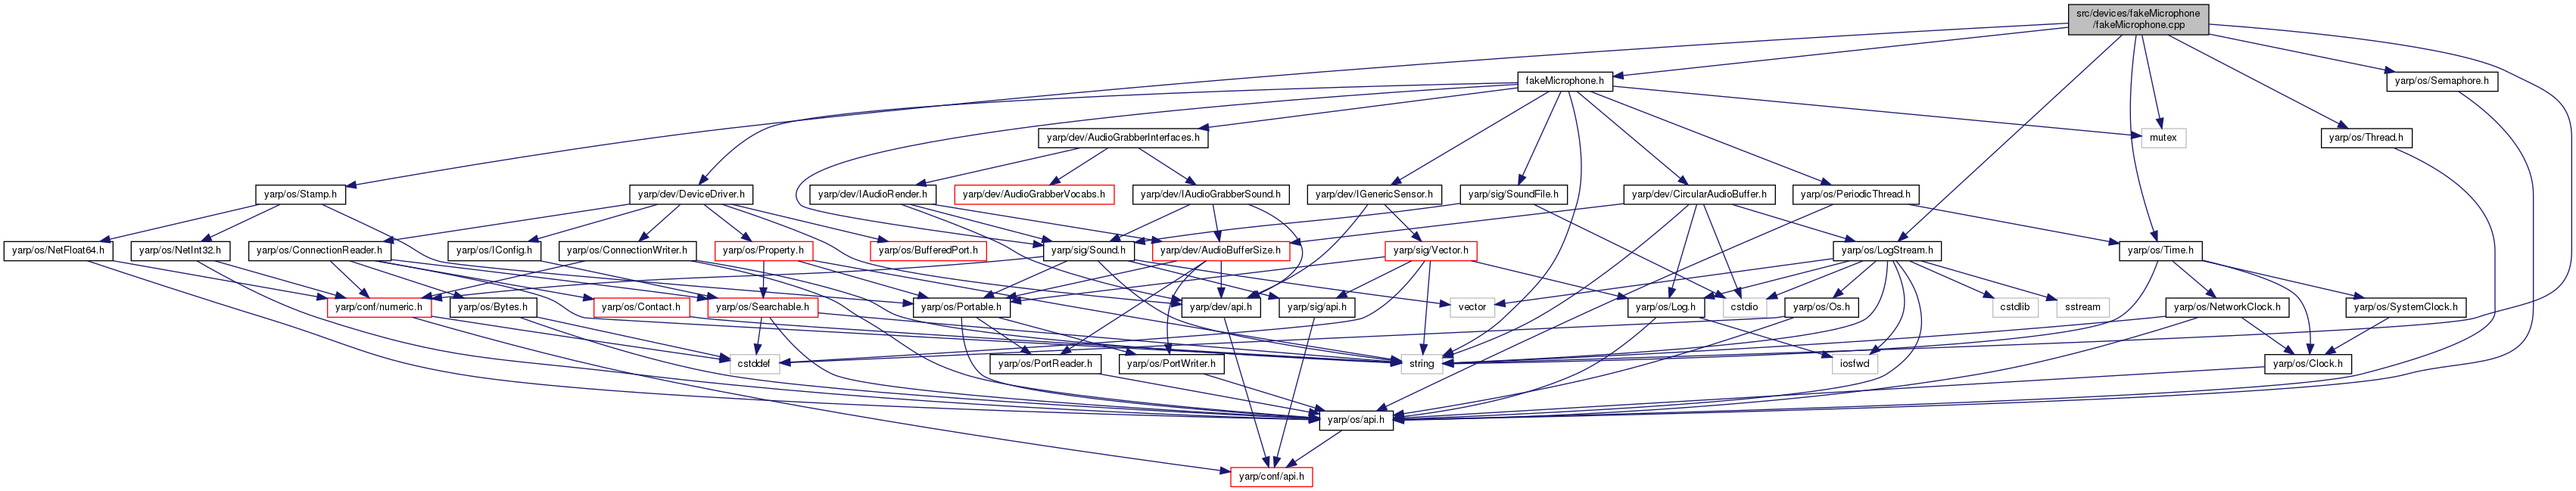 src/devices/fakeMicrophone
/fakeMicrophone.cpp
fakeMicrophone.h
yarp/os/Semaphore.h
yarp/dev/AudioGrabberInterfaces.h
mutex
yarp/os/Thread.h
yarp/os/Stamp.h
yarp/dev/DeviceDriver.h
yarp/dev/IAudioRender.h
yarp/dev/AudioGrabberVocabs.h
yarp/dev/IAudioGrabberSound.h
yarp/dev/IGenericSensor.h
yarp/sig/SoundFile.h
yarp/dev/CircularAudioBuffer.h
yarp/os/PeriodicThread.h
yarp/os/NetFloat64.h
yarp/os/NetInt32.h
yarp/os/ConnectionReader.h
yarp/os/IConfig.h
yarp/os/ConnectionWriter.h
yarp/os/Property.h
yarp/os/BufferedPort.h
yarp/sig/Sound.h
yarp/dev/AudioBufferSize.h
yarp/sig/Vector.h
yarp/os/LogStream.h
yarp/os/Time.h
yarp/conf/numeric.h
yarp/os/Bytes.h
yarp/os/Contact.h
yarp/os/Searchable.h
yarp/os/Portable.h
yarp/dev/api.h
yarp/sig/api.h
vector
yarp/os/Log.h
cstdio
yarp/os/Os.h
cstdlib
sstream
yarp/os/NetworkClock.h
yarp/os/SystemClock.h
cstddef
yarp/os/PortReader.h
yarp/os/PortWriter.h
string
iosfwd
yarp/os/Clock.h
yarp/os/api.h
yarp/conf/api.h